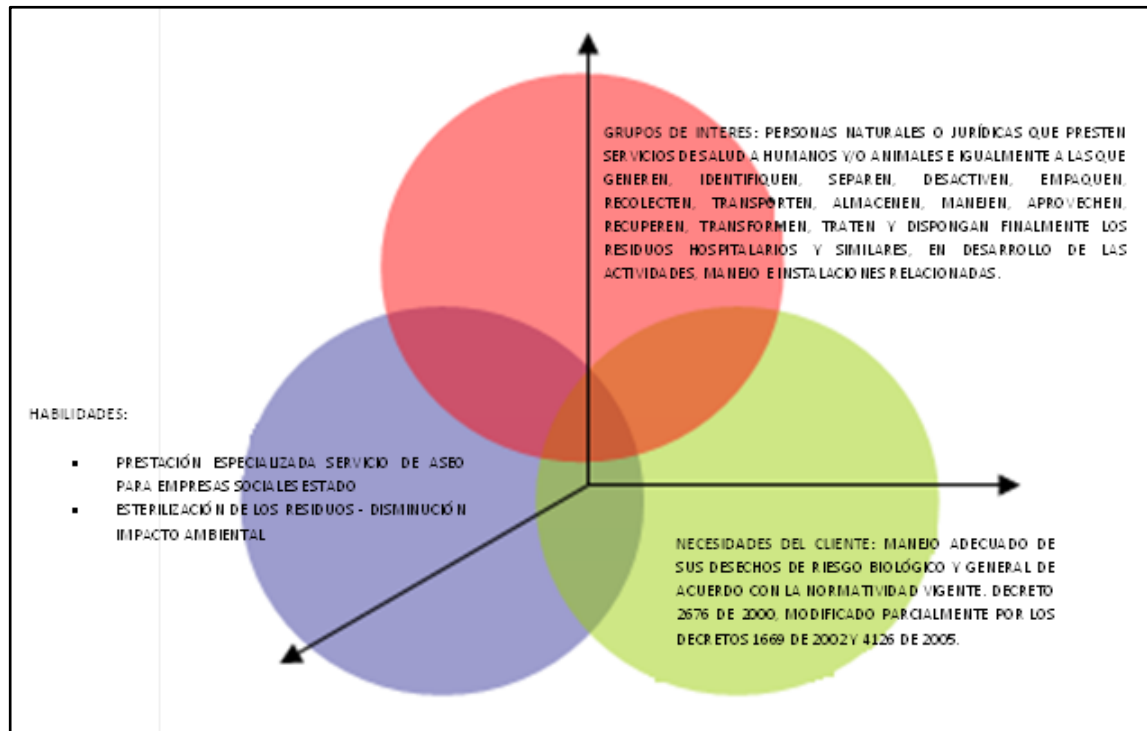 GRUPOS DE INTERES: PERSONAS NATURALES O JURÍDICAS QUE PRESTEN
SERVICIOS DE SALUD A HUMANOS Y/O ANIMALES E IGUALMENTE A LAS QUE
GENEREN, IDENTIFIQUEN, SEPAREN, DESACTIVEN, EMPAQUEN,
RECOLECTEN, TRANSPORTEN, ALMACENEN, MANEJEN, APROVECHEN,
RECUPEREN, TRANSFORMEN, TRATEN Y DISPONGAN FINALMENTE LOS
RESIDUOS HOSPITALARIOS Y SIMILARES, EN DESARROLLO DE LAS
ACTIVIDADES, MANEJO E INSTALACIONES RELACIONADAS.
HABILIDADES:
▪ PRESTACIÓN ESPECIALIZADA SERVICIO DE ASEO
PARA EMPRESAS SOCIALES ESTADO
▪ ESTERILIZACIÓN DE LOS RESIDUOS - DISMINUCIÓN
IMPACTO AMBIENTAL
NECESIDADES DEL CLIENTE: MANEJO ADECUADO DE
SUS DESECHOS DE RIESGO BIOLÓGICO Y GENERAL DE
ACUERDO CON LA NORMATIVIDAD VIGENTE. DECRETO
2676 DE 2000, MODIFICADO PARCIALMENTE POR LOS
DECRETOS 1669 DE 2002 Y 4126 DE 2005.